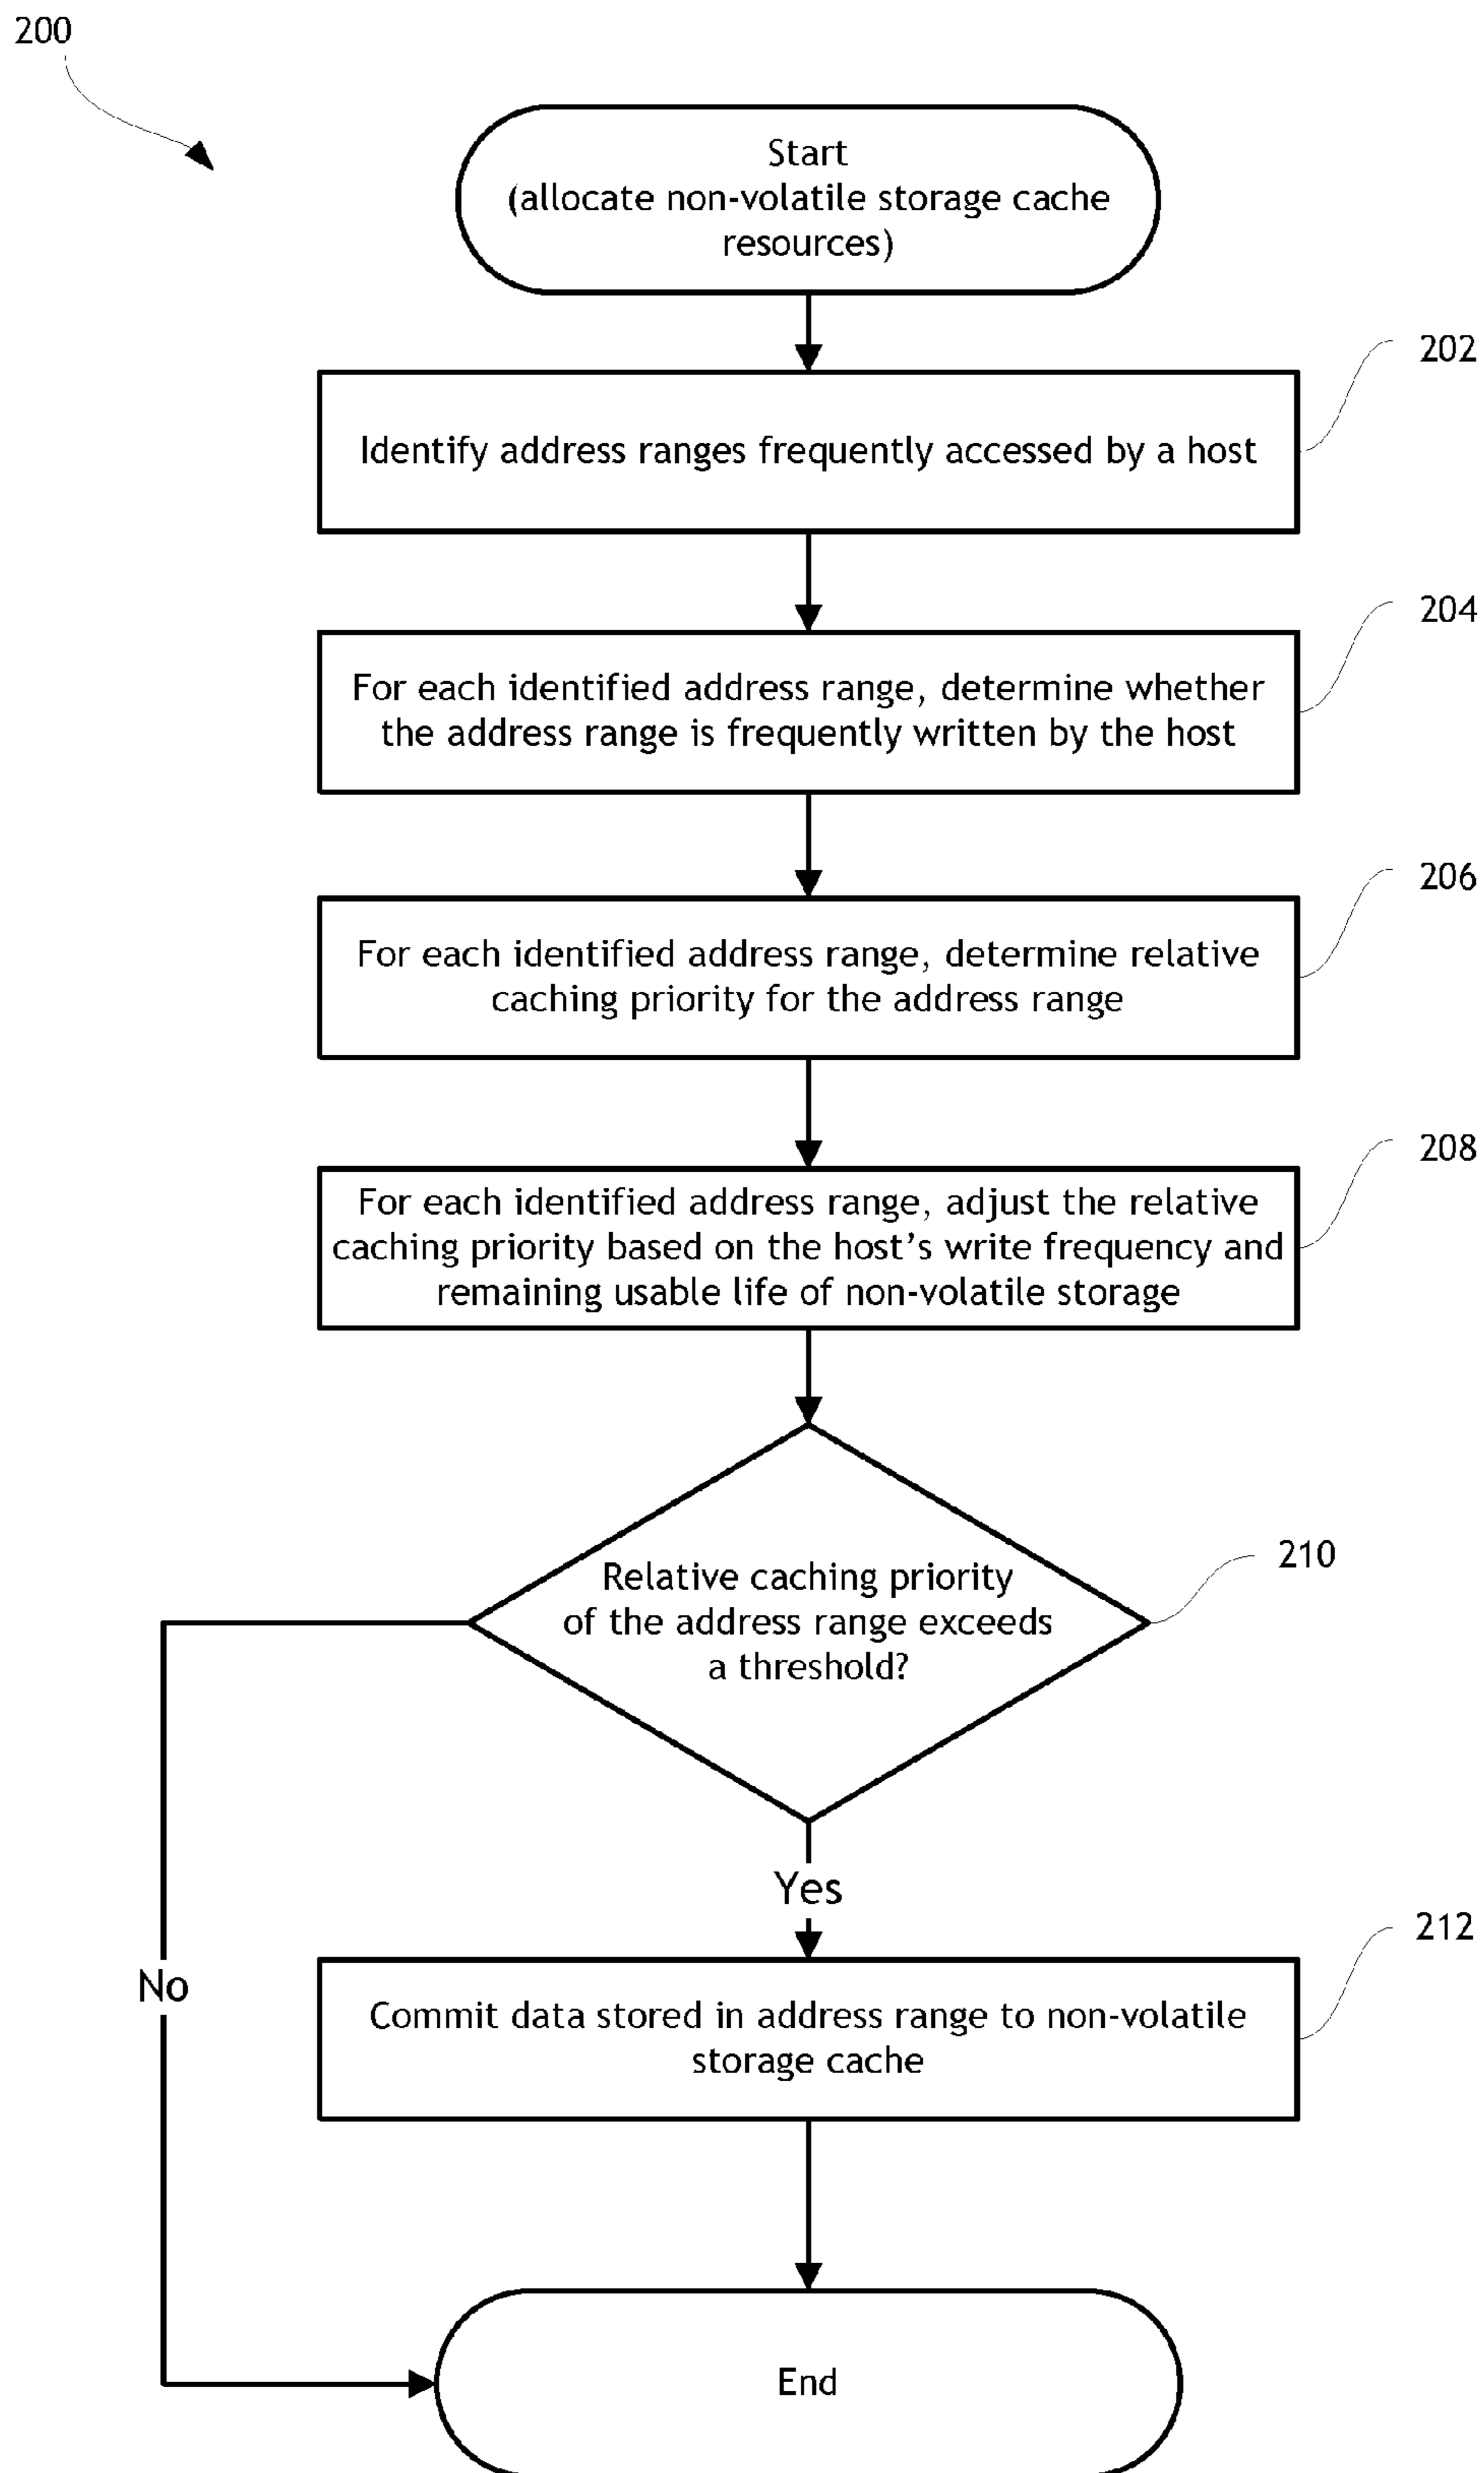 200
Start
(allocate non-volatile storage cache
resources)
202
Identify address ranges frequently accessed by a host
204
For each identified address range, determine whether
the address range is frequently written by the host
206
For each identified address range, determine relative
caching priority for the address range
208
For each identified address range, adjust the relative
caching priority based on the host's write frequency and
remaining usable life of non-volatile storage
210
Relative caching priority
of the address range exceeds
a threshold?
Yes
212
No
Commit data stored in address range to non-volatile
storage cache
End